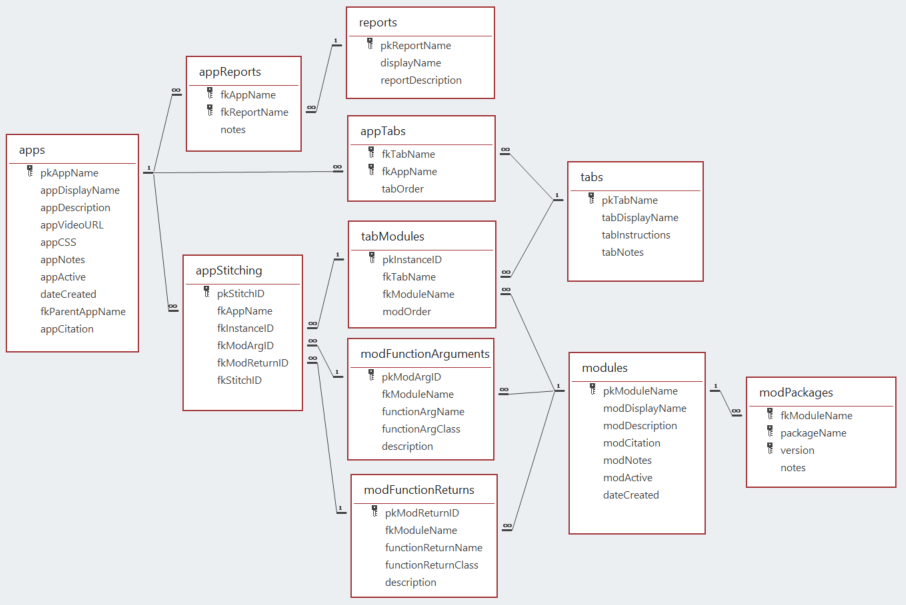 reports
pkReportName
displayName
reportDescription
appReports
fkAppName
fkReportName
notes
apps
pkAppName
appDisplayName
appDescription
appVideoURL
appCSS
appNotes
appActive
dateCreated
fkParentAppName
appCitation
appTabs
fkTabName
fkAppName
tabOrder
tabs
pkTabName
tabDisplayName
tabInstructions
tabNotes
tabModules
pkInstanceID
fkTabName
fkModuleName
modOrder
appStitching
pkStitchID
fkAppName
fkInstanceID
fkModArgID
fkModReturnID
fkStitchID
modFunctionArguments
pkModArgID
fkModuleName
functionArgName
functionArgClass
description
modules
pkModuleName
modDisplayName
modDescription
modCitation
modNotes
modActive
dateCreated
modPackages
fkModuleName
packageName
version
notes
modFunctionReturns
pkModReturnID
fkModuleName
functionReturnName
functionReturnClass
description
1
∞
∞
1
∞
∞
∞
1
∞
∞
1
∞
∞
∞
1
∞
1
∞
1
1
∞
∞